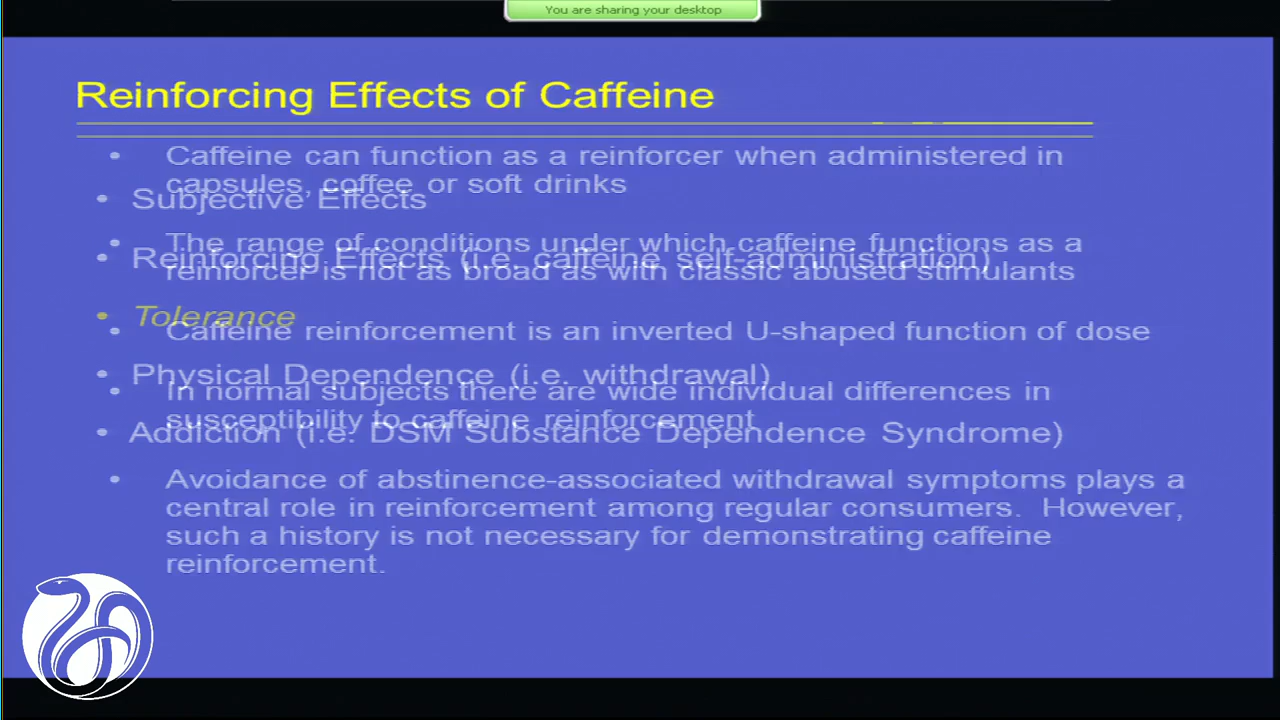 You are sharing your desktop
Reinforcing Effects of Caffeine
• Caffeine can function as a reinforcer when administered in
capsules, coffee or soft drinks
• Subjective Effects
• The range of conditions under which caffeine functions as a
• Reinforcing Effects (i.e. caffeine self-administration)
reinforcer is not as broad as with classic abused stimulants
• Tolerance
• Caffeine reinforcement is an inverted U-shaped function of dose
• Physical Dependence (i.e. withdrawal)
• In normal subjects there are wide individual differences in
susceptibility to caffeine reinforcement
• Addiction (i.e. DSM Substance Dependence Syndrome)
• Avoidance of abstinence-associated withdrawal symptoms plays a
central role in reinforcement among regular consumers. However,
such a history is not necessary for demonstrating caffeine
reinforcement.